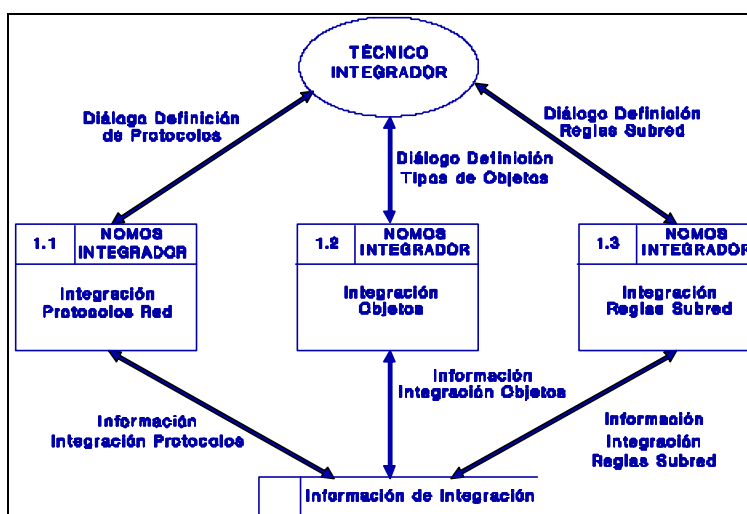 TÉCNICO
INTEGRADOR
Diálogo Definición
de Protocolos
Diálogo Definición
Tipos de Objetos
Diálogo Definición
Reglas Subred
1.1
NOMOS
INTEGRADOR
Integración
Protocolos Red
1.2
NOMOS
INTEGRADOR
Integración
Objetos
1.3
NOMOS
INTEGRADOR
Integración
Reglas Subred
Información
Integración Protocolos
Información
Integración Objetos
Información
Integración
Reglas Subred
Información de Integración